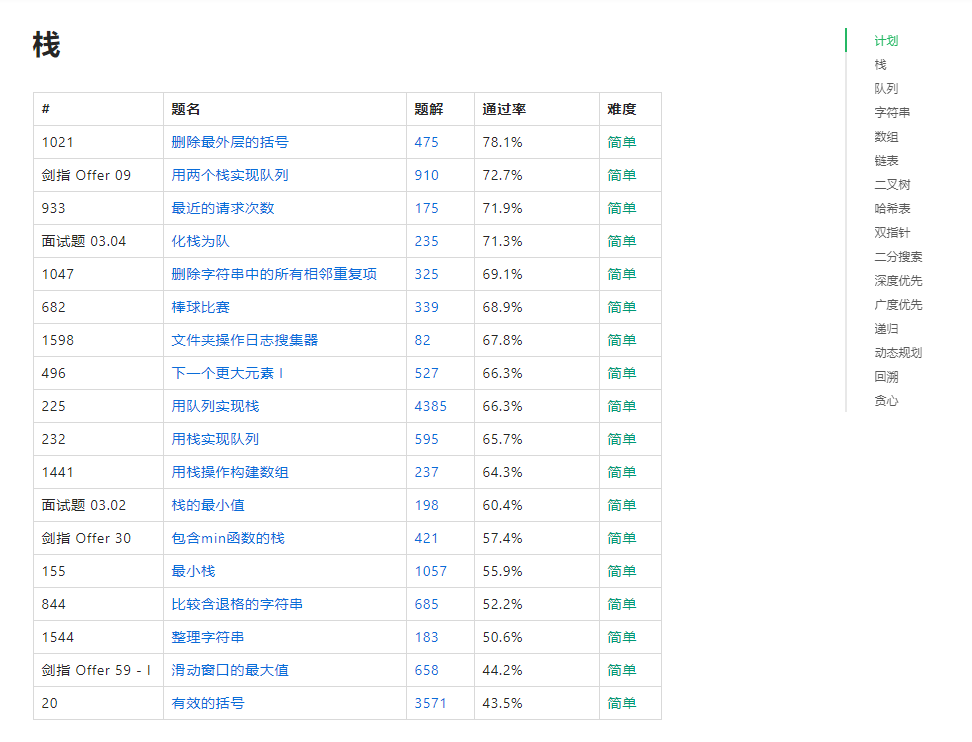 栈
# 题名 题解 通过率 难度
1021 删除最外层的括号 475 78.1% 简单
剑指 Offer 09 用两个栈实现队列 910 72.7% 简单
933 最近的请求次数 175 71.9% 简单
面试题 03.04 化栈为队 235 71.3% 简单
1047 删除字符串中的所有相邻重复项 325 69.1% 简单
682 棒球比赛 339 68.9% 简单
1598 文件夹操作日志搜集器 82 67.8% 简单
496 下一个更大元素 I 527 66.3% 简单
225 用队列实现栈 4385 66.3% 简单
232 用栈实现队列 595 65.7% 简单
1441 用栈操作构建数组 237 64.3% 简单
面试题 03.02 栈的最小值 198 60.4% 简单
剑指 Offer 30 包含min函数的栈 421 57.4% 简单
155 最小栈 1057 55.9% 简单
844 比较含退格的字符串 685 52.2% 简单
1544 整理字符串 183 50.6% 简单
剑指 Offer 59 - I 滑动窗口的最大值 658 44.2% 简单
20 有效的括号 3571 43.5% 简单
计划
栈
队列
字符串
数组
链表
二叉树
哈希表
双指针
二分搜索
深度优先
广度优先
递归
动态规划
回溯
贪心